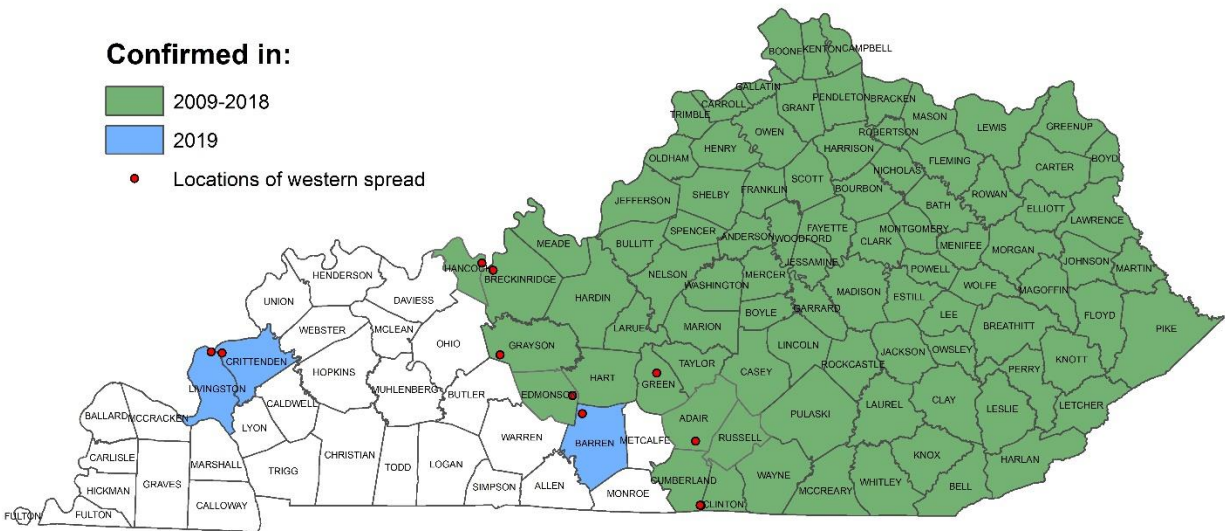 Confirmed in:
2009-2018
2019
Locations of western spread
BOONE
KENTON
CAMPBELL
GALLATIN
CARROLL
TRIMBLE
GRANT
PENDLETON
BRACKEN
MASON
OWEN
ROBERTSON
LEWIS
GREENUP
HENRY
HARRISON
OLDHAM
FLEMING
BOYD
CARTER
NICHOLAS
SCOTT
SHELBY
FRANKLIN
BOURBON
ROWAN
JEFFERSON
BATH
ELLIOTT
LAWRENCE
SPENCER
ANDERSON
WOODFORD
FAYETTE
MONTGOMERY
CLARK
MEADE
BULLITT
MENIFEE
MORGAN
JESSAMINE
JOHNSON
MARTIN
HANCOCK
HENDERSON
BRECKINRIDGE
NELSON
WASHINGTON
MERCER
POWELL
WOLFE
MAGOFFIN
UNION
DAVIESS
HARDIN
GARRARD
MADISON
ESTILL
LEE
FLOYD
WEBSTER
MCLEAN
LARUE
MARION
BOYLE
BREATHITT
PIKE
OHIO
GRAYSON
LINCOLN
CRITTENDEN
HOPKINS
HART
TAYLOR
CASEY
ROCKCASTLE
JACKSON
OWSLEY
PERRY
KNOTT
LIVINGSTON
MUHLENBERG
BUTLER
EDMONSON
GREEN
CALDWELL
PULASKI
LAUREL
CLAY
LESLIE
LETCHER
BALLARD
MCCRACKEN
LYON
WARREN
BARREN
METCALFE
ADAIR
RUSSELL
CARLISLE
MARSHALL
TRIGG
CHRISTIAN
TODD
LOGAN
KNOX
HARLAN
HICKMAN
GRAVES
SIMPSON
ALLEN
MONROE
CUMBERLAND
CLINTON
WAYNE
MCCREARY
WHITLEY
BELL
FULTON
FULTON
CALLOWAY